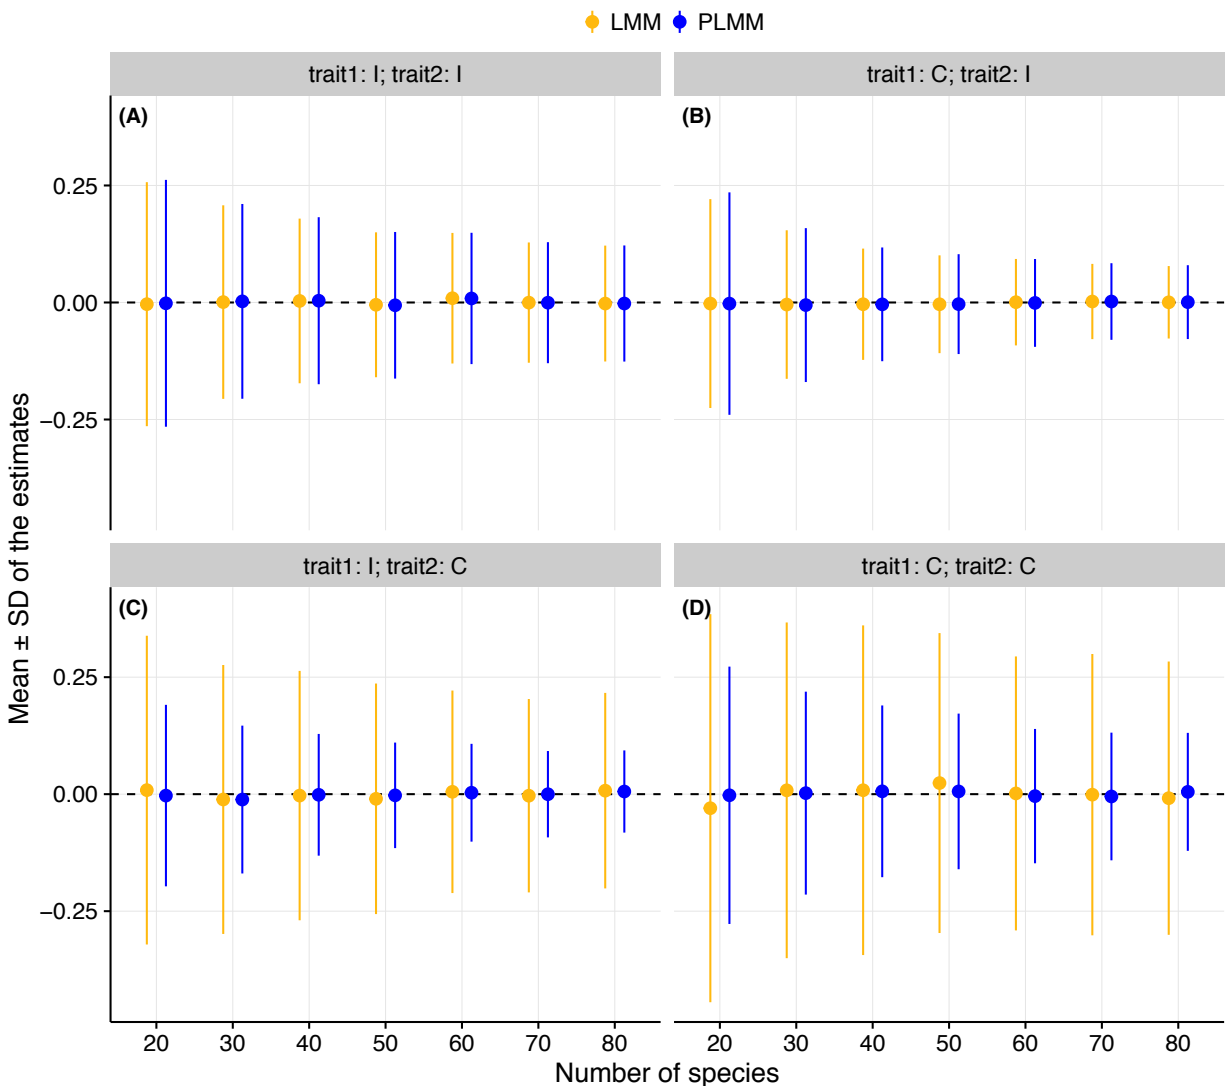 LMM PLMM
trait1: I; trait2: I
trait1: C; trait2: I
(A)
(B)
0.25
0.00
−0.25
trait1: I; trait2: C
trait1: C; trait2: C
(C)
(D)
0.25
0.00
−0.25
Mean ± SD of the estimates
20 30 40 50 60 70 80
20 30 40 50 60 70 80
Number of species